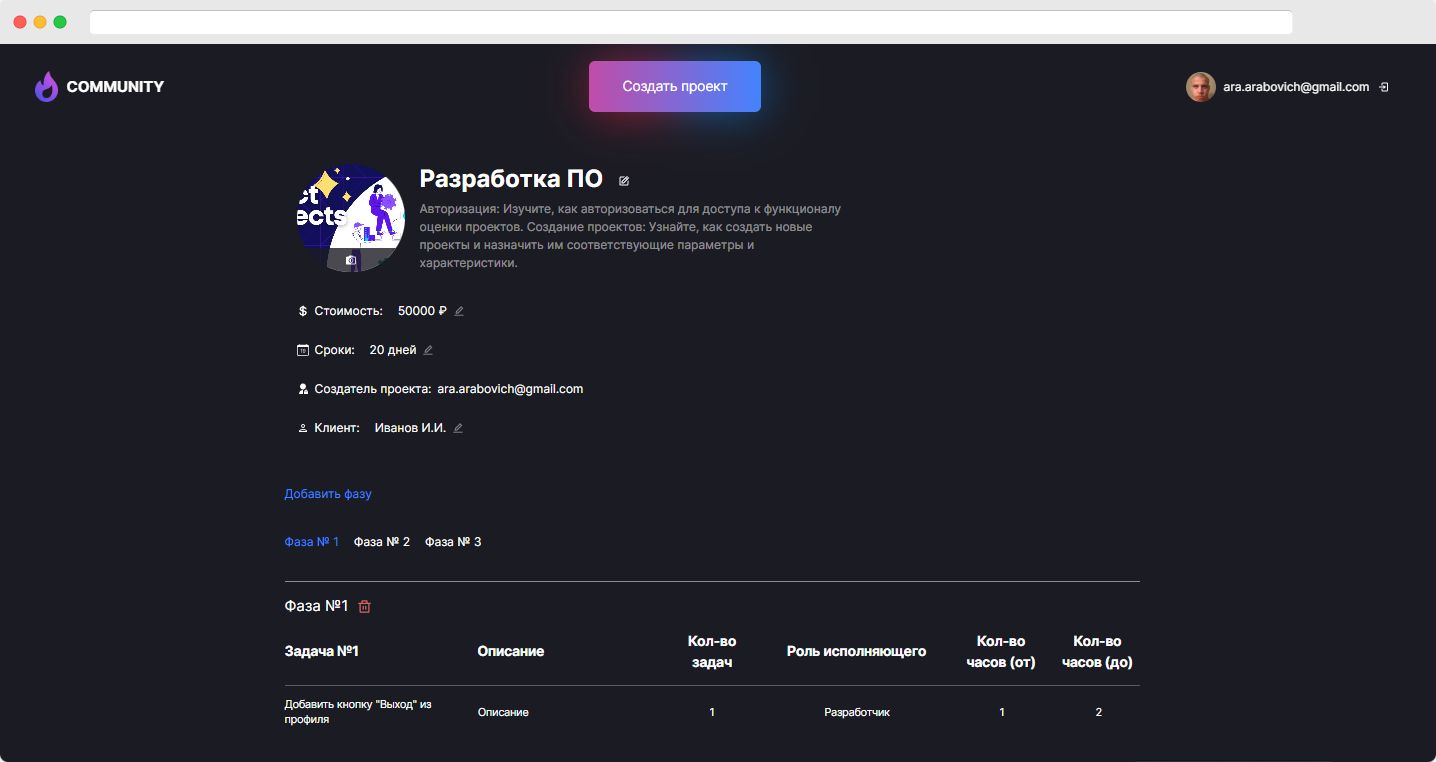 COMMUNITY
Создать проект
ara.arabovich@gmail.com
ct
ects
Разработка ПО
Авторизация: Изучите, как авторизоваться для доступа к функционалу
оценки проектов. Создание проектов: Узнайте, как создать новые
проекты и назначить им соответствующие параметры и
характеристики.
$ Стоимость: 50000 ₽
Сроки: 20 дней
Создатель проекта: ara.arabovich@gmail.com
Клиент: Иванов И.И.
Добавить фазу
Фаза № 1 Фаза № 2 Фаза № 3
Фаза №1
Задача №1 Описание Кол-во задач Роль исполняющего Кол-во часов (от) Кол-во часов (до)
Добавить кнопку "Выход" из
профиля
Описание 1 Разработчик 1 2